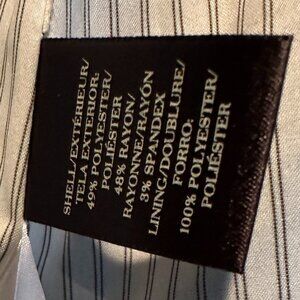 SHELL/EXTÉRIEUR/
TELA EXTERIOR:
49% POLYESTER/
POLIÉSTER
48% RAYON/
RAYONNE/RAYÓN
3% SPANDEX
LINING/DOUBLURE/
FORRO:
100% POLYESTER/
POLIÉSTER